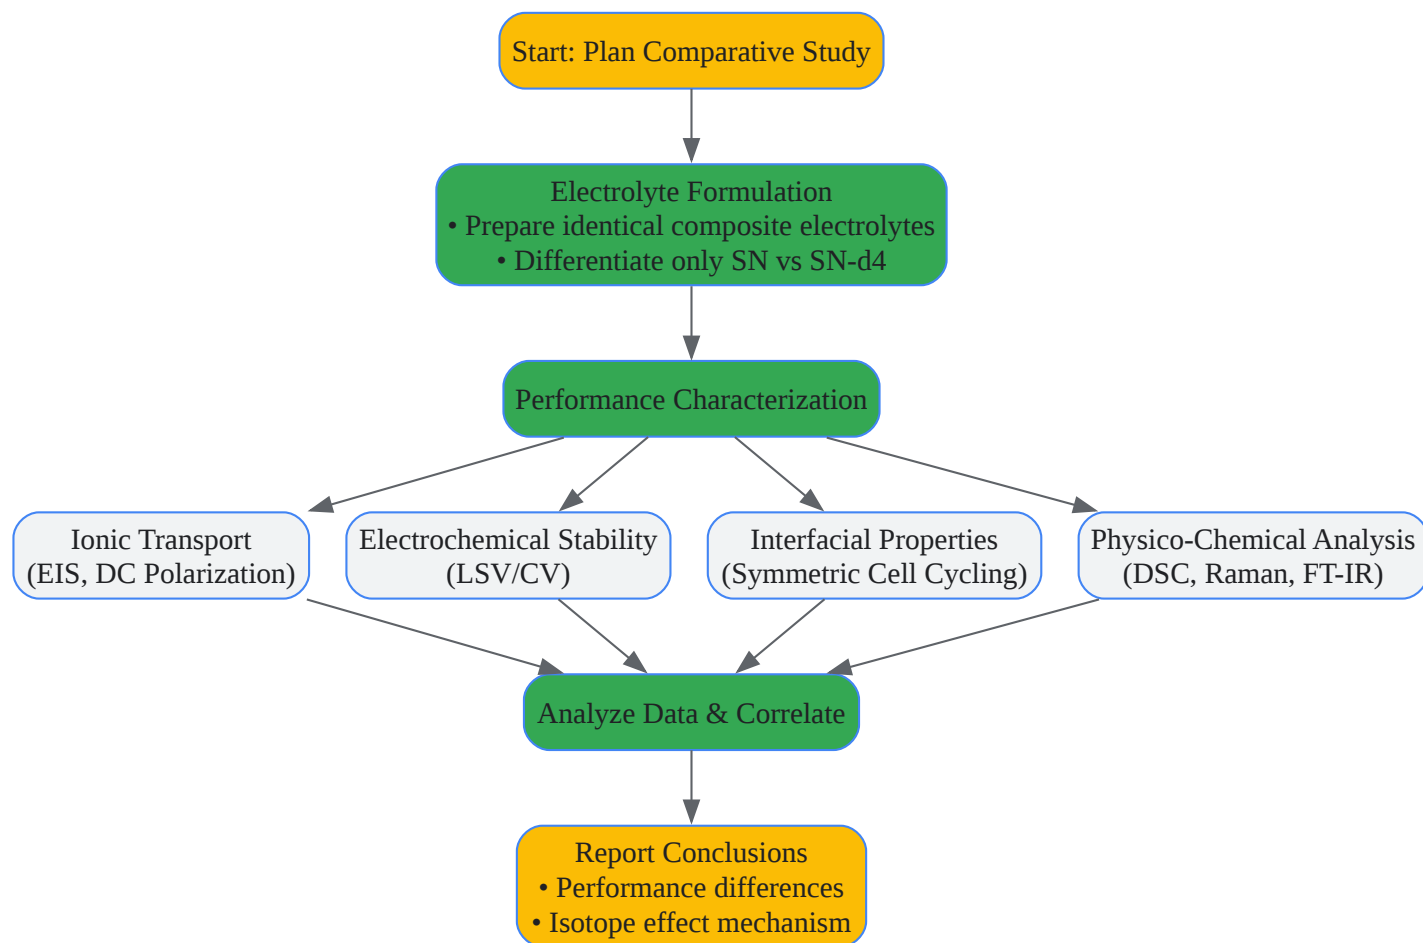 Start: Plan Comparative Study
Electrolyte Formulation
• Prepare identical composite electrolytes
• Differentiate only SN vs SN-d4
Performance Characterization
Ionic Transport
(EIS, DC Polarization)
Electrochemical Stability
(LSV/CV)
Interfacial Properties
(Symmetric Cell Cycling)
Physico-Chemical Analysis
(DSC, Raman, FT-IR)
Analyze Data & Correlate
Report Conclusions
• Performance differences
• Isotope effect mechanism